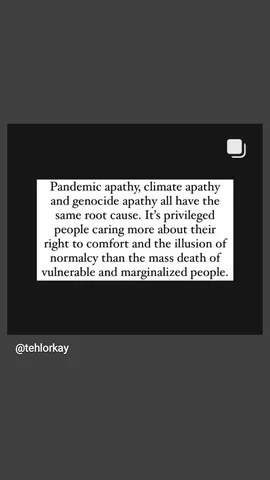 Pandemic apathy, climate apathy
and genocide apathy all have the
same root cause. It’s privileged
people caring more about their
right to comfort and the illusion of
normalcy than the mass death of
vulnerable and marginalized people.
@tehlorkay